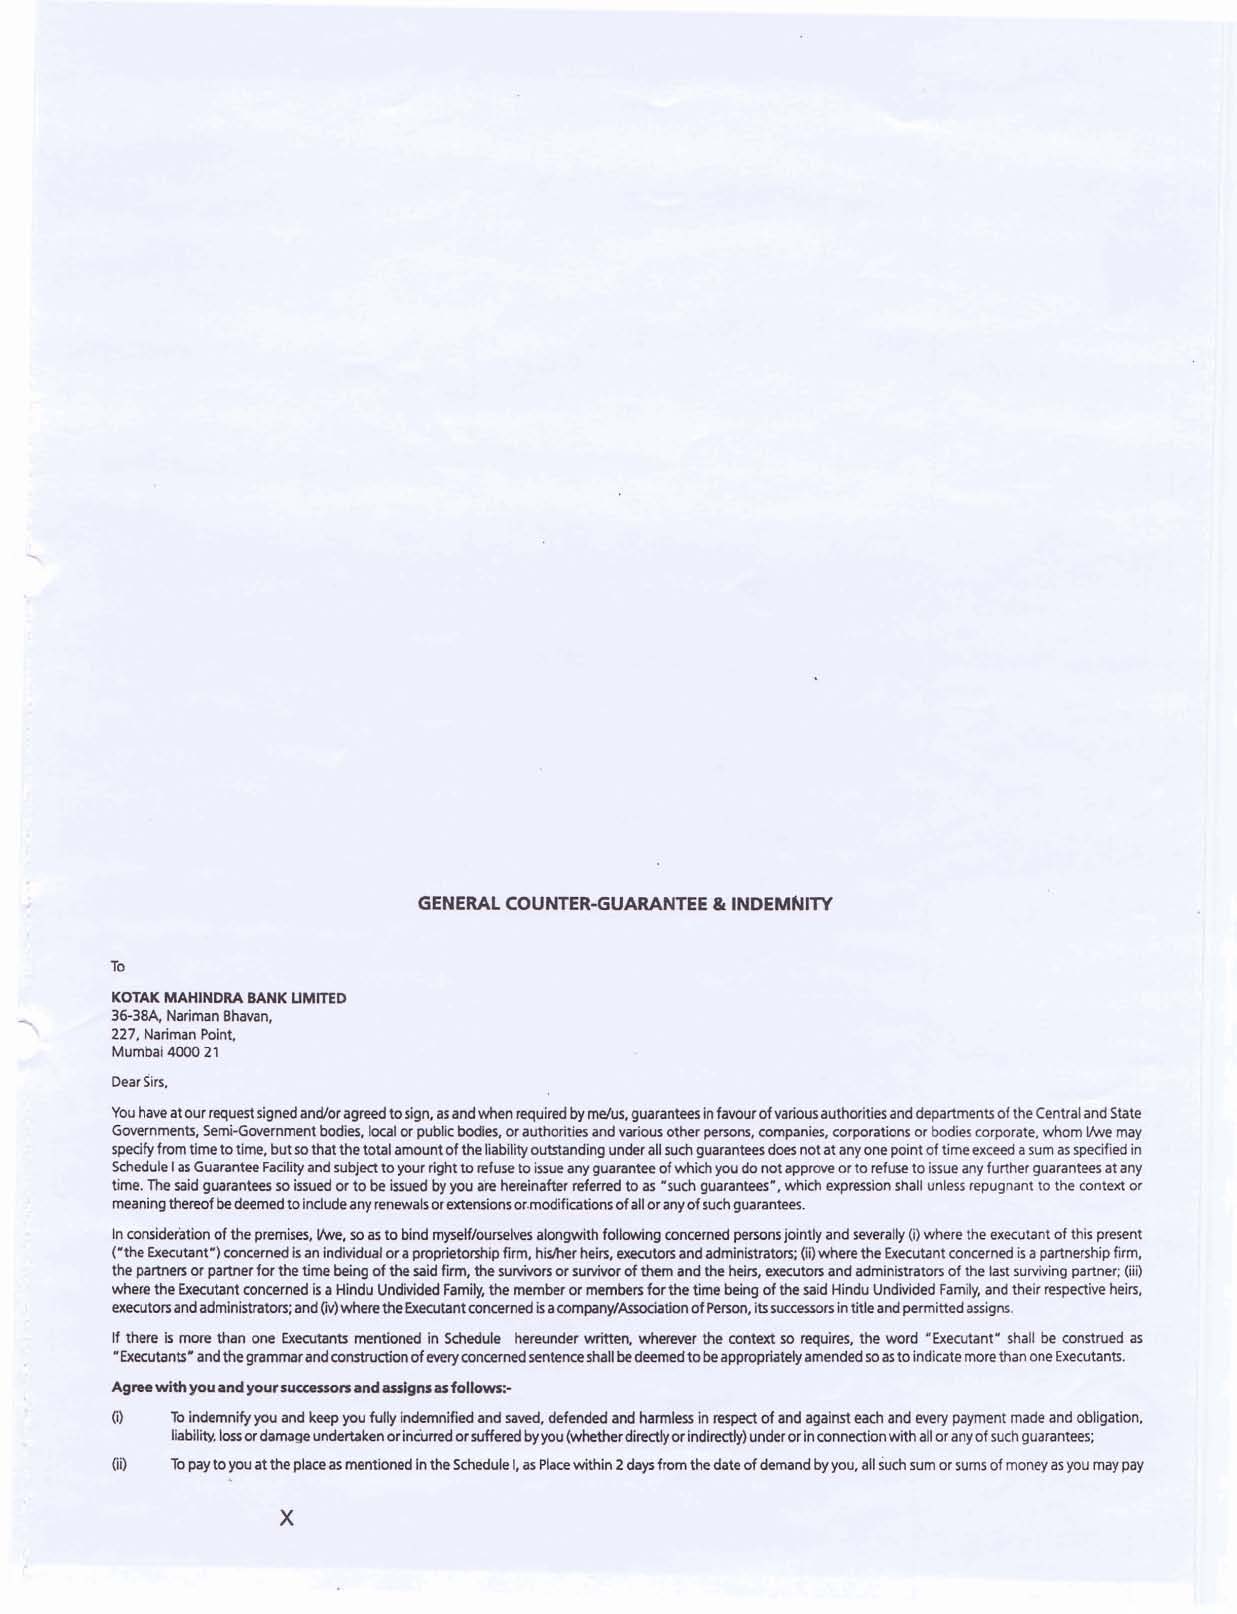 GENERAL COUNTER-GUARANTEE & INDEMNITY
To
KOTAK MAHINDRA BANK LIMITED
36-38A, Nariman Bhavan,
227, Nariman Point,
Mumbai 4000 21
Dear Sirs,
You have at our request signed and/or agreed to sign, as and when required by me/us, guarantees in favour of various authorities and departments of the Central and State
Governments, Semi-Government bodies, local or public bodies, or authorities and various other persons, companies, corporations or bodies corporate, whom I/we may
specify from time to time, but so that the total amount of the liability outstanding under all such guarantees does not at any one point of time exceed a sum as specified in
Schedule I as Guarantee Facility and subject to your right to refuse to issue any guarantee of which you do not approve or to refuse to issue any further guarantees at any
time. The said guarantees so issued or to be issued by you are hereinafter referred to as "such guarantees", which expression shall unless repugnant to the context or
meaning thereof be deemed to include any renewals or extensions or modifications of all or any of such guarantees.
In consideration of the premises, I/we, so as to bind myself/ourselves alongwith following concerned persons jointly and severally (i) where the executant of this present
("the Executant") concerned is an individual or a proprietorship firm, his/her heirs, executors and administrators; (ii) where the Executant concerned is a partnership firm,
the partners or partner for the time being of the said firm, the survivors or survivor of them and the heirs, executors and administrators of the last surviving partner; (iii)
where the Executant concerned is a Hindu Undivided Family, the member or members for the time being of the said Hindu Undivided Family, and their respective heirs,
executors and administrators; and (iv) where the Executant concerned is a company/Association of Person, its successors in title and permitted assigns.
If there is more than one Executants mentioned in Schedule hereunder written, wherever the context so requires, the word "Executant" shall be construed as
"Executants" and the grammar and construction of every concerned sentence shall be deemed to be appropriately amended so as to indicate more than one Executants.
Agree with you and your successors and assigns as follows:-
(i) To indemnify you and keep you fully indemnified and saved, defended and harmless in respect of and against each and every payment made and obligation,
liability, loss or damage undertaken or incurred or suffered by you (whether directly or indirectly) under or in connection with all or any of such guarantees;
(ii) To pay to you at the place as mentioned in the Schedule I, as Place within 2 days from the date of demand by you, all such sum or sums of money as you may pay
X